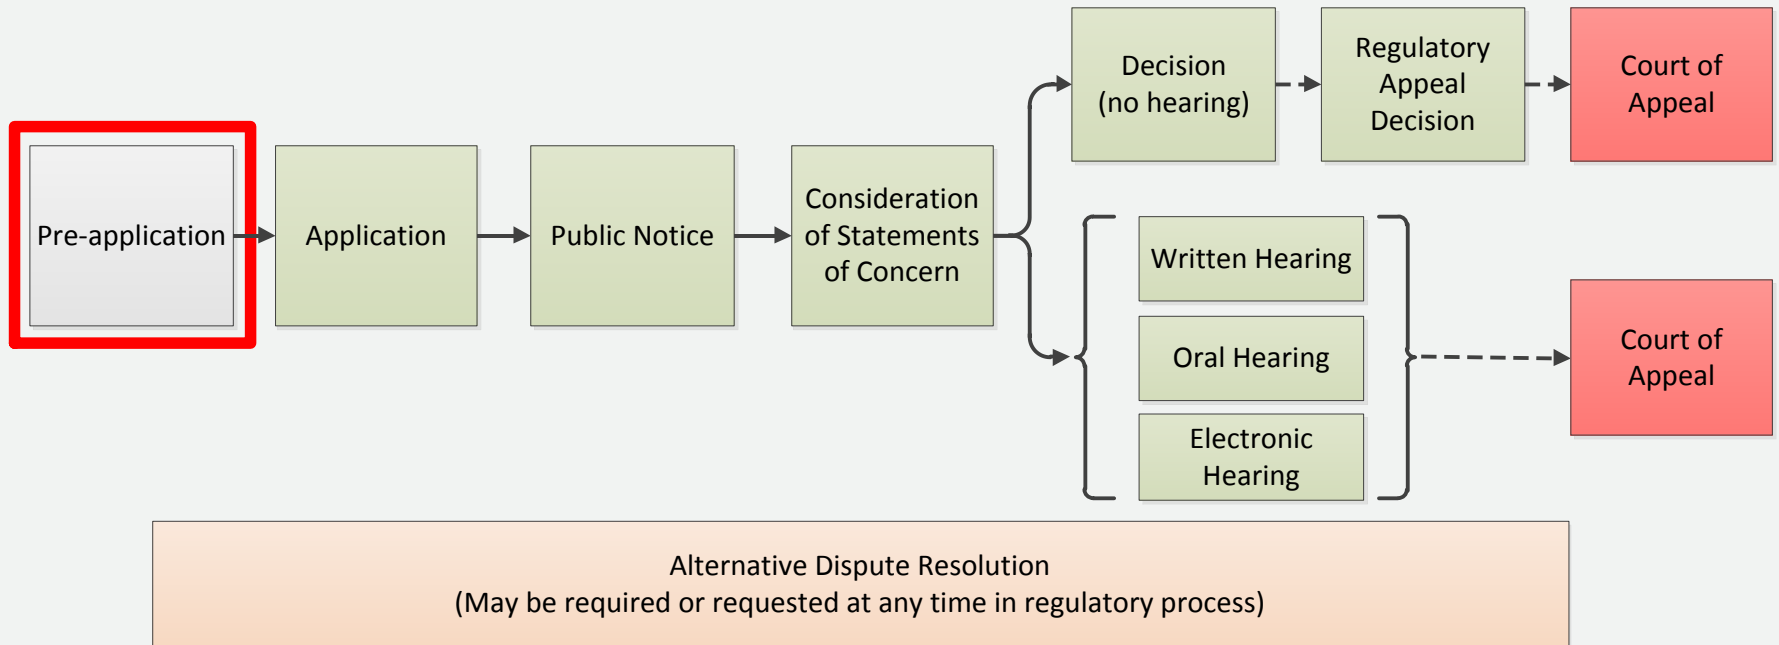 Pre-application
Application
Public Notice
Consideration
of Statements
of Concern
Decision
(no hearing)
Regulatory
Appeal
Decision
Court of
Appeal
Written Hearing
Oral Hearing
Electronic
Hearing
Court of
Appeal
Alternative Dispute Resolution
(May be required or requested at any time in regulatory process)